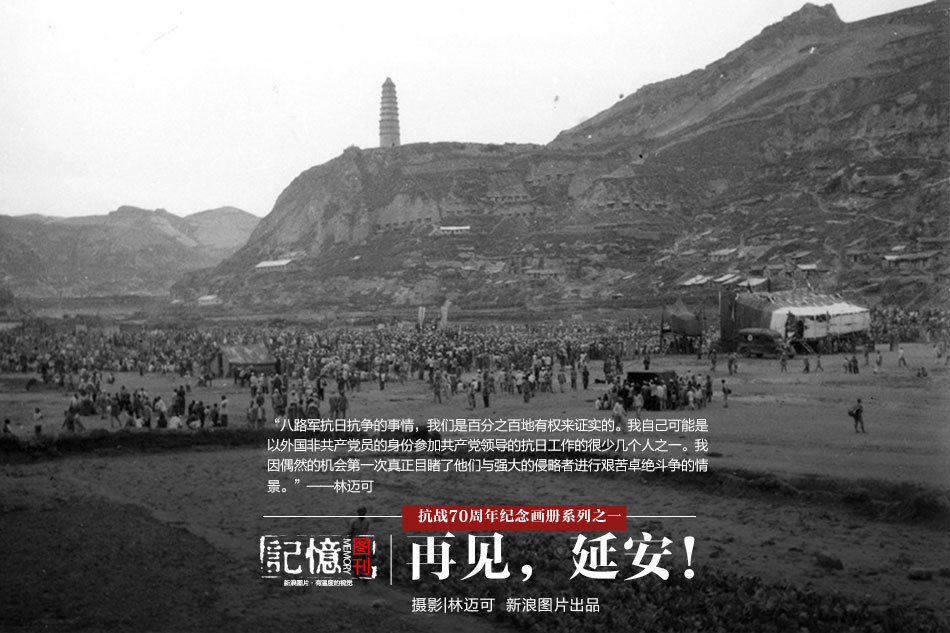 “八路军抗日抗争的事情，我们是百分之百地有权来证实的。我自己可能是
以外国非共产党员的身份参加共产党领导的抗日工作的很少几个人之一。我
因偶然的机会第一次真正目睹了他们与强大的侵略者进行艰苦卓绝斗争的情
景。”——林迈可
抗战70周年纪念画册系列之一
記憶
MEMORY
图刊
新浪图片·有温度的视觉
再见，延安！
摄影|林迈可 新浪图片出品